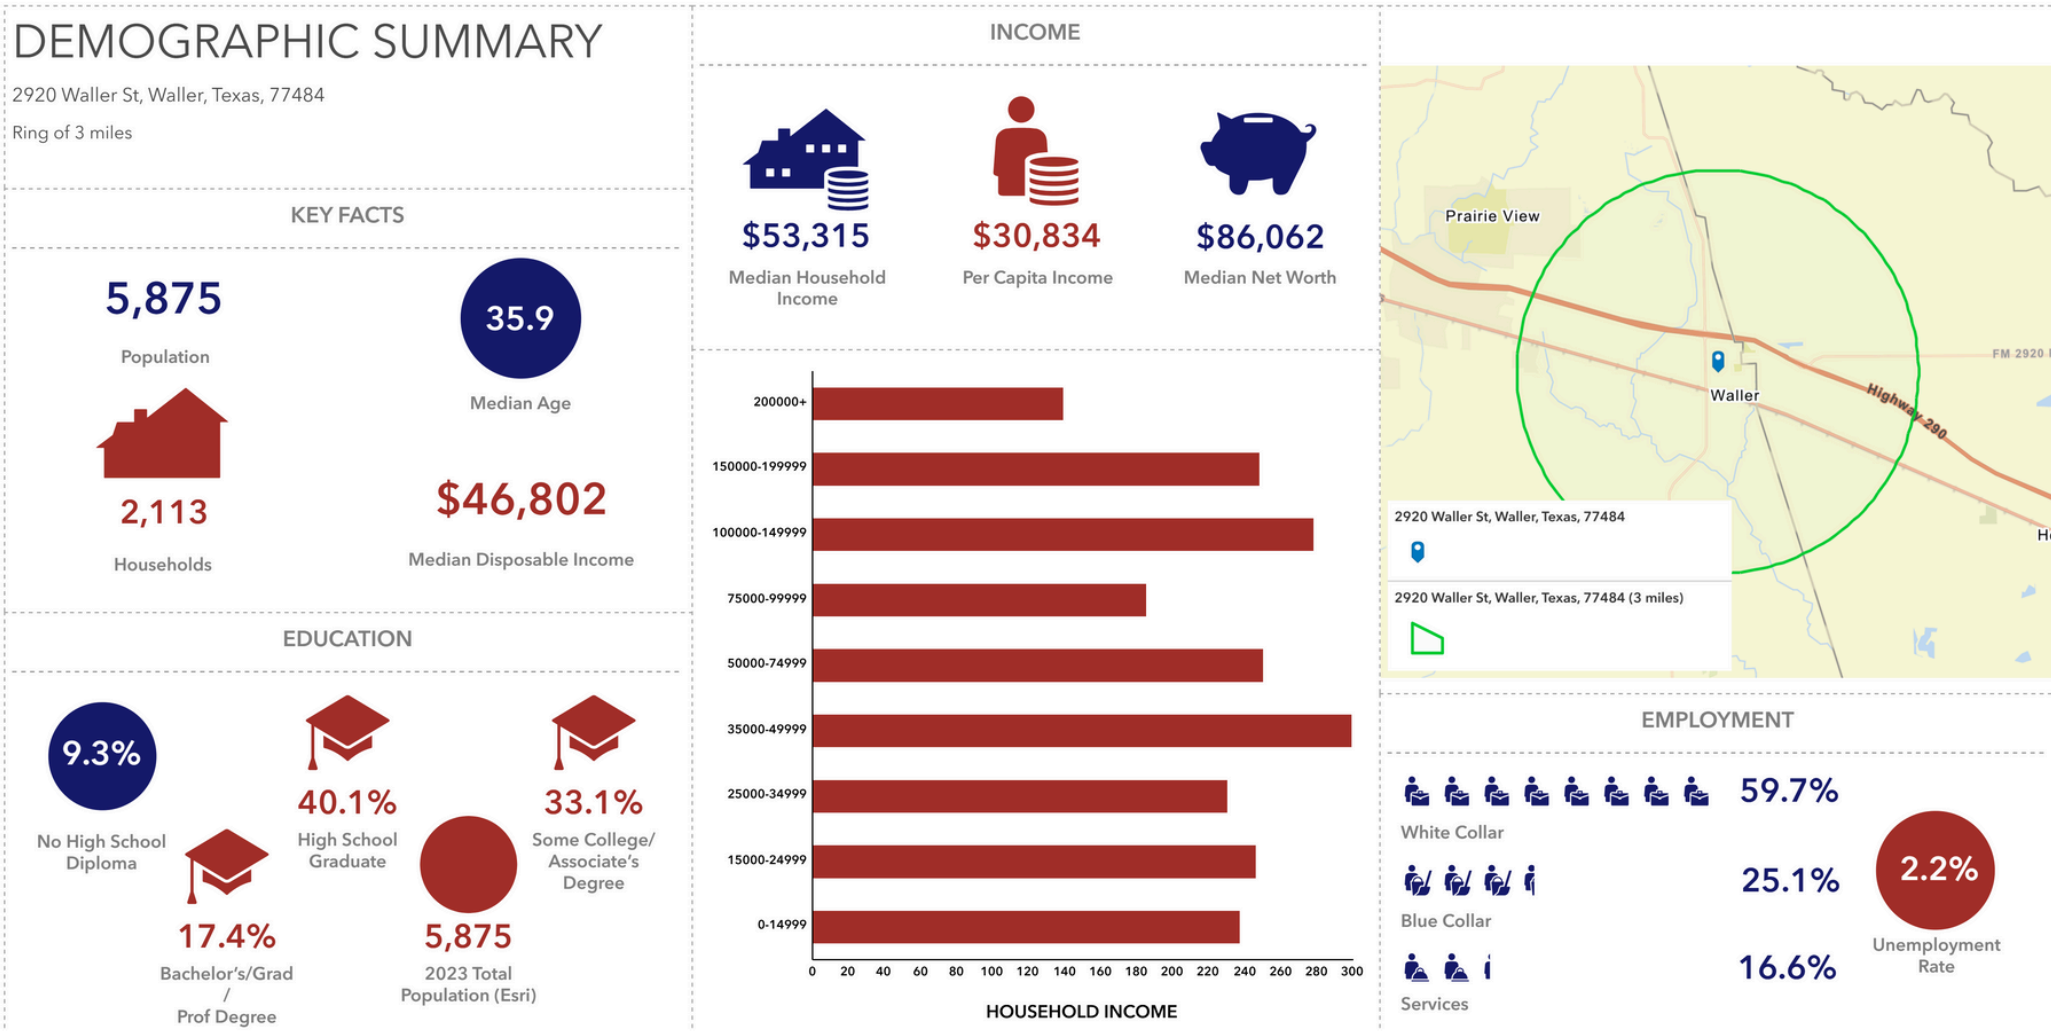 DEMOGRAPHIC SUMMARY
2920 Waller St, Waller, Texas, 77484
Ring of 3 miles
KEY FACTS
5,875
Population
35.9
Median Age
2,113
Households
$46,802
Median Disposable Income
EDUCATION
9.3%
No High School
Diploma
17.4%
Bachelor's/Grad
/
Prof Degree
40.1%
High School
Graduate
5,875
2023 Total
Population (Esri)
33.1%
Some College/
Associate's
Degree
INCOME
$53,315
Median Household
Income
$30,834
Per Capita Income
$86,062
Median Net Worth
200000+
150000-199999
100000-149999
75000-99999
50000-74999
35000-49999
25000-34999
15000-24999
0-14999
0 20 40 60 80 100 120 140 160 180 200 220 240 260 280 300
HOUSEHOLD INCOME
Prairie View
Waller
FM 2920
Highway 290
2920 Waller St, Waller, Texas, 77484
2920 Waller St, Waller, Texas, 77484 (3 miles)
EMPLOYMENT
59.7%
White Collar
25.1%
Blue Collar
16.6%
Services
2.2%
Unemployment
Rate